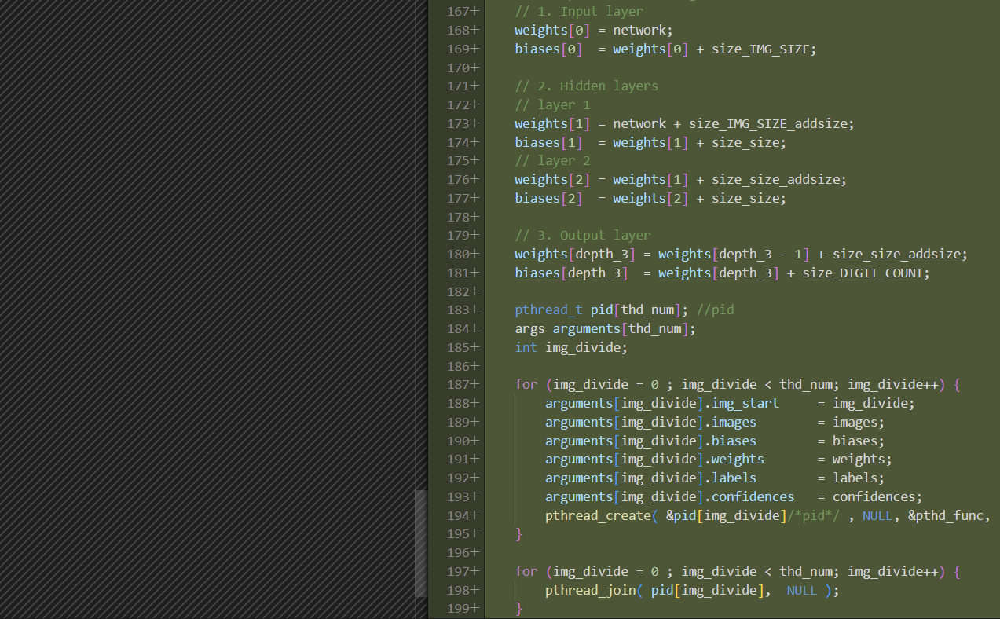 167+ // 1. Input layer
168+ weights[0] = network;
169+ biases[0]  = weights[0] + size_IMG_SIZE;
170+
171+ // 2. Hidden layers
172+ // layer 1
173+ weights[1] = network + size_IMG_SIZE_addsize;
174+ biases[1]  = weights[1] + size_size;
175+ // layer 2
176+ weights[2] = weights[1] + size_size_addsize;
177+ biases[2]  = weights[2] + size_size;
178+
179+ // 3. Output layer
180+ weights[depth_3] = weights[depth_3 - 1] + size_size_addsize;
181+ biases[depth_3]  = weights[depth_3] + size_DIGIT_COUNT;
182+
183+ pthread_t pid[thd_num]; //pid
184+ args arguments[thd_num];
185+ int img_divide;
186+
187+ for (img_divide = 0 ; img_divide < thd_num; img_divide++) {
188+     arguments[img_divide].img_start     = img_divide;
189+     arguments[img_divide].images        = images;
190+     arguments[img_divide].biases        = biases;
191+     arguments[img_divide].weights       = weights;
192+     arguments[img_divide].labels        = labels;
193+     arguments[img_divide].confidences   = confidences;
194+     pthread_create( &pid[img_divide]/*pid*/ , NULL, &pthd_func,
195+ }
196+
197+ for (img_divide = 0 ; img_divide < thd_num; img_divide++) {
198+     pthread_join( pid[img_divide],  NULL );
199+ }